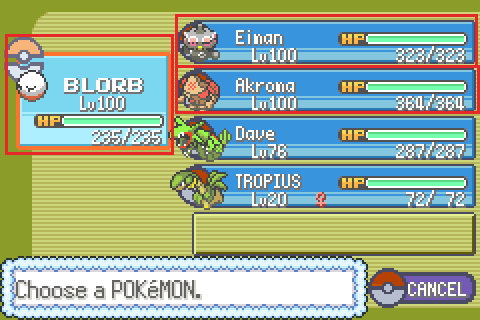 BLORB
Lv100
HP
235/235
Eiman
HP
Lv100
323/323
Akroma
HP
Lv100
364/364
Dave
HP
Lv76
287/287
TROPIUS
HP
Lv20
72/ 72
Choose a POKéMON.
CANCEL